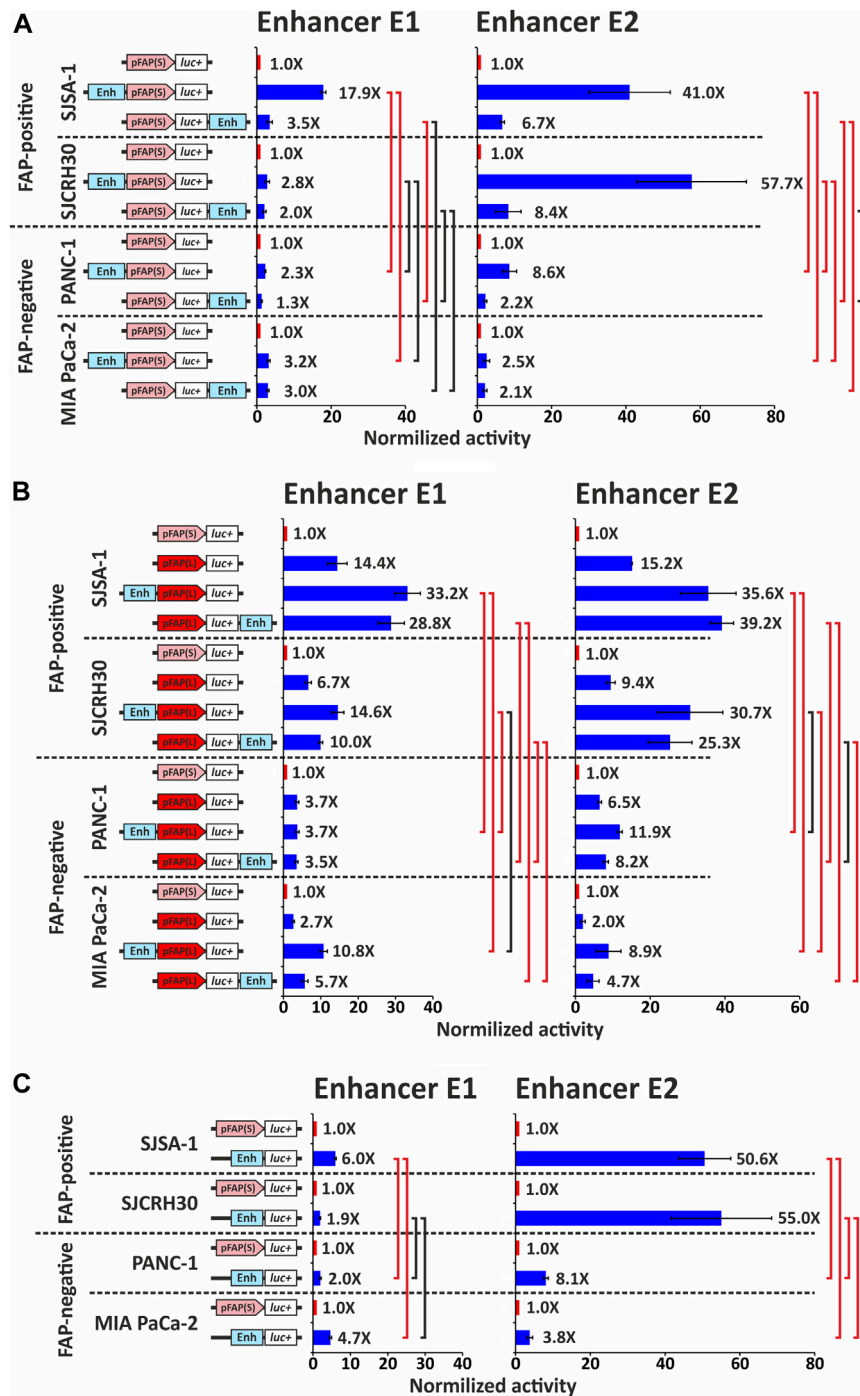 A
Enhancer E1
Enhancer E2
FAP-positive
FAP-negative
SJSA-1
pFAP(S) luc+ 1.0X 1.0X
Enh pFAP(S) luc+ 17.9X 41.0X
pFAP(S) luc+ Enh 3.5X 6.7X
SJCRH30
pFAP(S) luc+ 1.0X 1.0X
Enh pFAP(S) luc+ 2.8X 57.7X
pFAP(S) luc+ Enh 2.0X 8.4X
PANC-1
pFAP(S) luc+ 1.0X 1.0X
Enh pFAP(S) luc+ 2.3X 8.6X
pFAP(S) luc+ Enh 1.3X 2.2X
MIA PaCa-2
pFAP(S) luc+ 1.0X 1.0X
Enh pFAP(S) luc+ 3.2X 2.5X
pFAP(S) luc+ Enh 3.0X 2.1X
0 20 40 0 20 40 60 80
Normilized activity
B
Enhancer E1
Enhancer E2
FAP-positive
FAP-negative
SJSA-1
pFAP(S) luc+ 1.0X 1.0X
pFAP(L) luc+ 14.4X 15.2X
Enh pFAP(L) luc+ 33.2X 35.6X
pFAP(L) luc+ Enh 28.8X 39.2X
SJCRH30
pFAP(S) luc+ 1.0X 1.0X
pFAP(L) luc+ 6.7X 9.4X
Enh pFAP(L) luc+ 14.6X 30.7X
pFAP(L) luc+ Enh 10.0X 25.3X
PANC-1
pFAP(S) luc+ 1.0X 1.0X
pFAP(L) luc+ 3.7X 6.5X
Enh pFAP(L) luc+ 3.7X 11.9X
pFAP(L) luc+ Enh 3.5X 8.2X
MIA PaCa-2
pFAP(S) luc+ 1.0X 1.0X
pFAP(L) luc+ 2.7X 2.0X
Enh pFAP(L) luc+ 10.8X 8.9X
pFAP(L) luc+ Enh 5.7X 4.7X
0 10 20 30 40 0 20 40 60
Normilized activity
C
Enhancer E1
Enhancer E2
FAP-positive
FAP-negative
SJSA-1
pFAP(S) luc+ 1.0X 1.0X
Enh luc+ 6.0X 50.6X
SJCRH30
pFAP(S) luc+ 1.0X 1.0X
Enh luc+ 1.9X 55.0X
PANC-1
pFAP(S) luc+ 1.0X 1.0X
Enh luc+ 2.0X 8.1X
MIA PaCa-2
pFAP(S) luc+ 1.0X 1.0X
Enh luc+ 4.7X 3.8X
0 10 20 30 40 0 20 40 60 80
Normilized activity